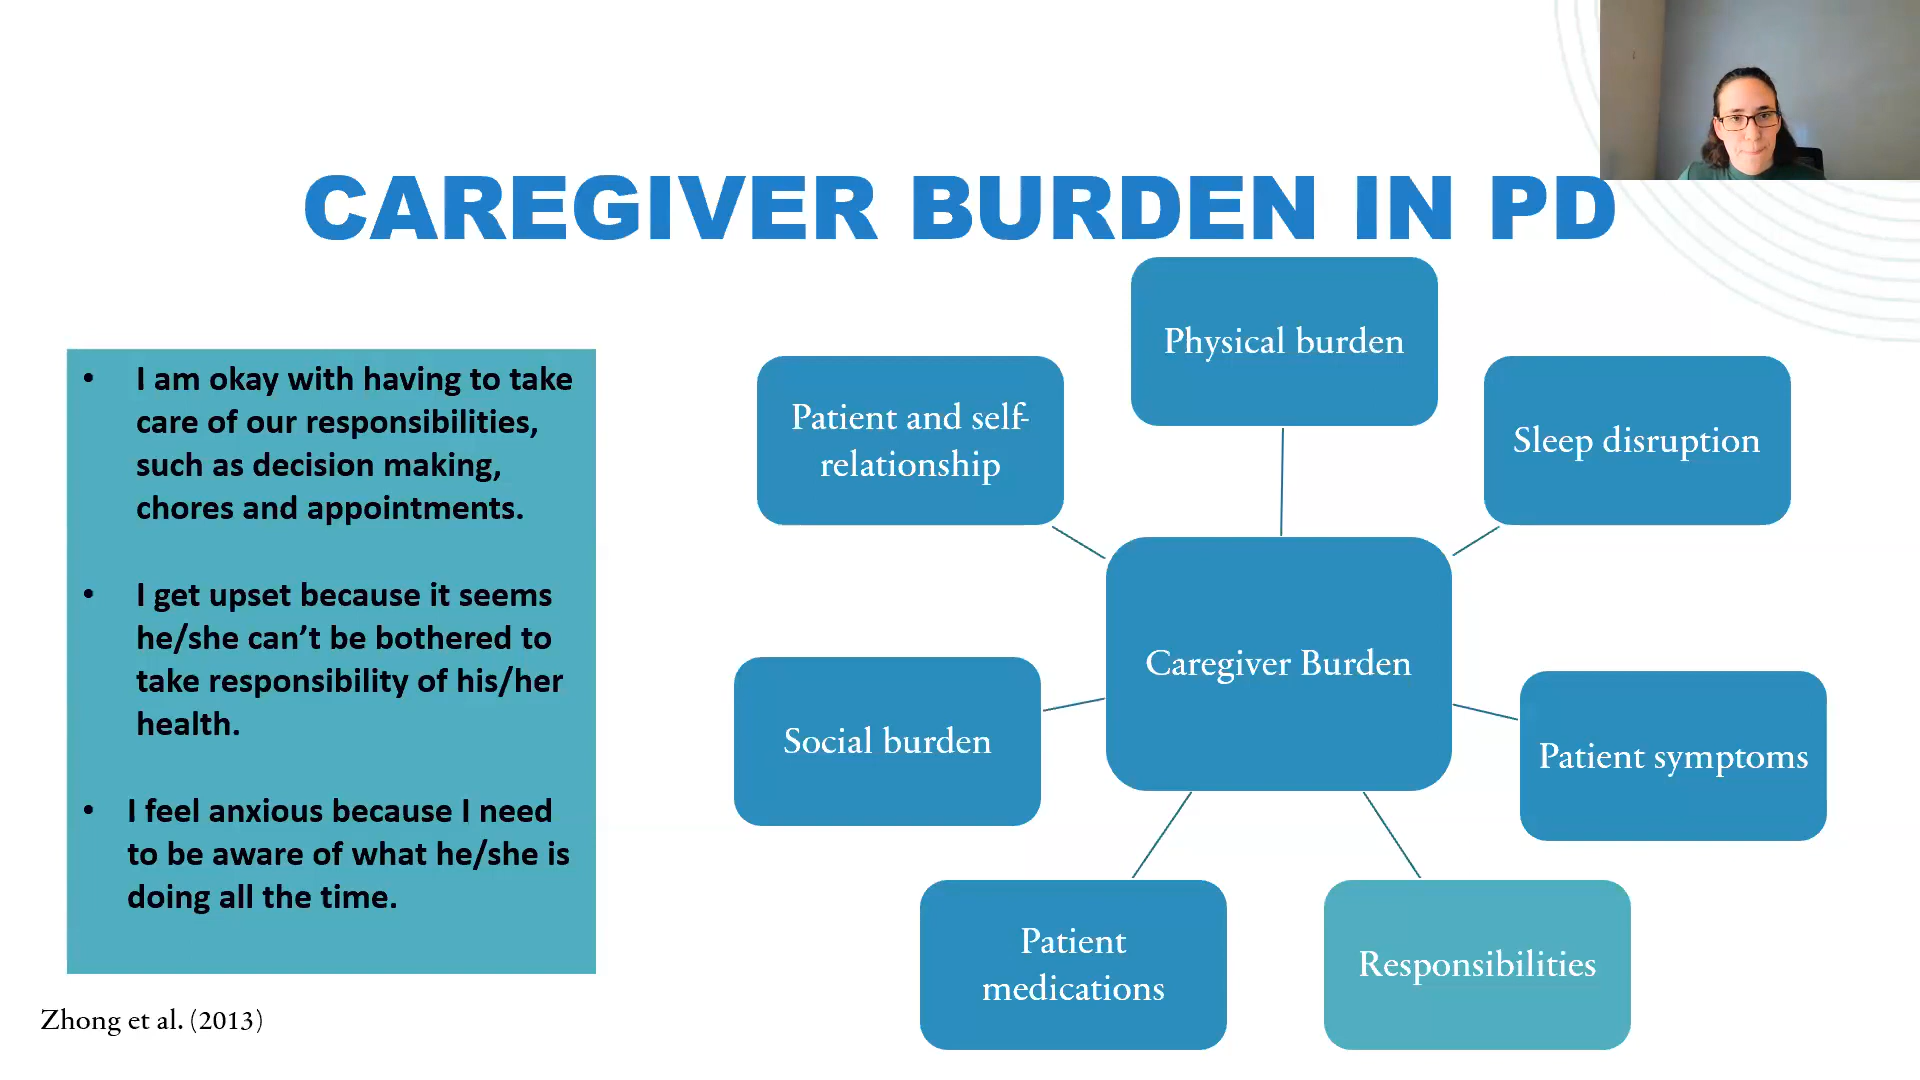 CAREGIVER BURDEN IN PD
• I am okay with having to take
care of our responsibilities,
such as decision making,
chores and appointments.
• I get upset because it seems
he/she can’t be bothered to
take responsibility of his/her
health.
• I feel anxious because I need
to be aware of what he/she is
doing all the time.
Zhong et al. (2013)
Physical burden
Patient and self-
relationship
Sleep disruption
Caregiver Burden
Social burden
Patient symptoms
Patient
medications
Responsibilities